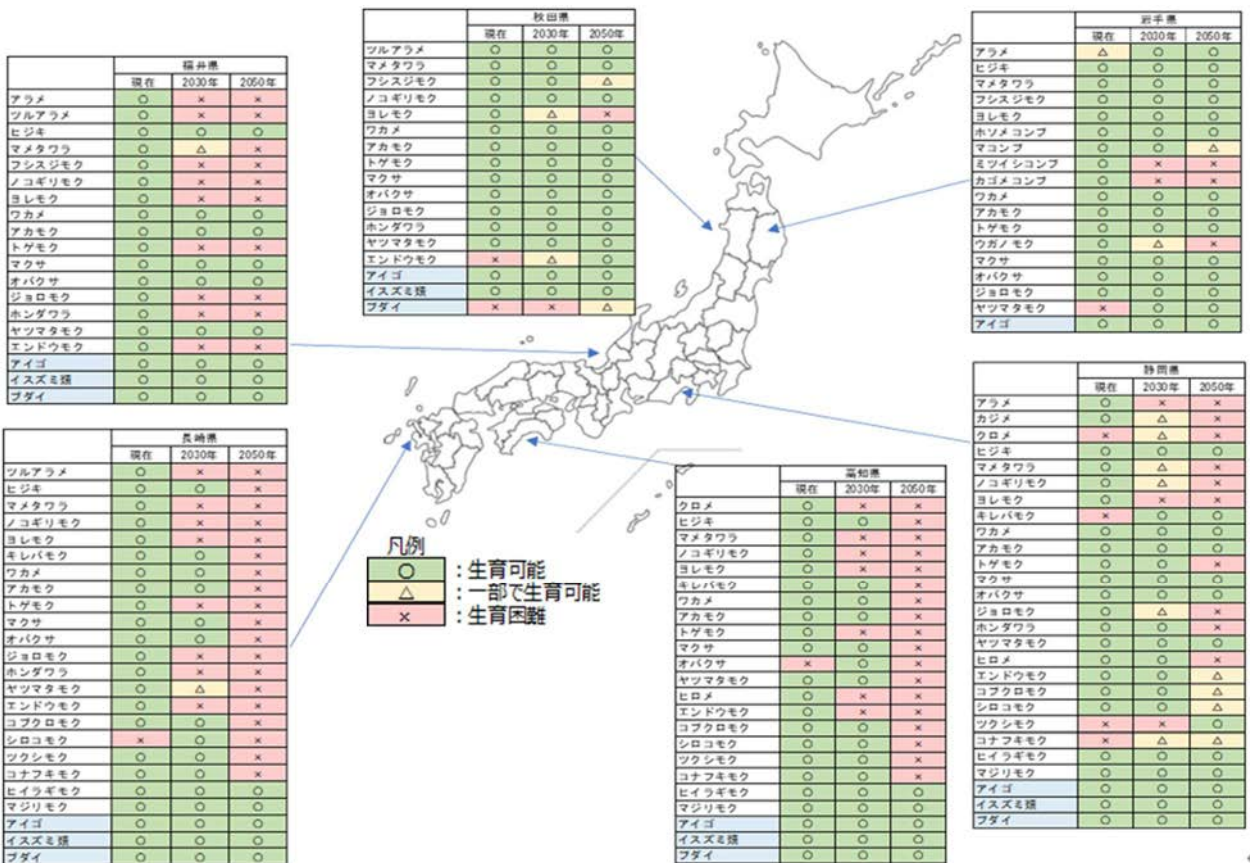 秋田県
現在 2030年 2050年
ツルアラメ ○ ○ ○
マメタワラ ○ ○ ○
フシスジモク ○ ○ △
ノコギリモク ○ ○ ○
ヨレモク ○ △ ×
ワカメ ○ ○ ○
アカモク ○ ○ ○
トゲモク ○ ○ ○
マクサ ○ ○ ○
オバクサ ○ ○ ○
ジョロモク ○ ○ ○
ホンダワラ ○ ○ ○
ヤツマタモク ○ ○ ○
エンドウモク × △ ○
アイゴ ○ ○ ○
イスズミ類 ○ ○ ○
ブダイ × × △
岩手県
現在 2030年 2050年
アラメ △ ○ ○
ヒジキ ○ ○ ○
マメタワラ ○ ○ ○
フシスジモク ○ ○ ○
ヨレモク ○ ○ ○
ホソメコンブ ○ ○ ○
マコンブ ○ ○ △
ミツイシコンブ ○ × ×
カゴメコンブ ○ × ×
ワカメ ○ ○ ○
アカモク ○ ○ ○
トゲモク ○ ○ ○
ウガノモク ○ △ ×
マクサ ○ ○ ○
オバクサ ○ ○ ○
ジョロモク ○ ○ ○
ヤツマタモク × ○ ○
アイゴ ○ ○ ○
福井県
現在 2030年 2050年
アラメ ○ × ×
ツルアラメ ○ × ×
ヒジキ ○ ○ ○
マメタワラ ○ △ ×
フシスジモク ○ × ×
ノコギリモク ○ × ×
ヨレモク ○ × ×
ワカメ ○ ○ ○
アカモク ○ ○ ○
トゲモク ○ × ×
マクサ ○ ○ ○
オバクサ ○ ○ ○
ジョロモク ○ × ×
ホンダワラ ○ × ×
ヤツマタモク ○ ○ ○
エンドウモク ○ × ×
アイゴ ○ ○ ○
イスズミ類 ○ ○ ○
ブダイ ○ ○ ○
静岡県
現在 2030年 2050年
アラメ ○ × ×
カジメ ○ △ ×
クロメ × △ ×
ヒジキ ○ ○ ○
マメタワラ ○ △ ×
ノコギリモク ○ △ ×
ヨレモク ○ × ×
キレバモク × ○ ○
ワカメ ○ ○ ○
アカモク ○ ○ ○
トゲモク ○ ○ ×
マクサ ○ ○ ○
オバクサ ○ ○ ○
ジョロモク ○ △ ×
ホンダワラ ○ ○ ×
ヤツマタモク ○ ○ ○
ヒロメ ○ ○ ×
エンドウモク ○ ○ △
コブクロモク ○ ○ △
シロコモク ○ ○ △
ツクシモク × × ○
コナフキモク × △ △
ヒイラギモク ○ ○ ○
マジリモク ○ ○ ○
アイゴ ○ ○ ○
イスズミ類 ○ ○ ○
ブダイ ○ ○ ○
長崎県
現在 2030年 2050年
ツルアラメ ○ × ×
ヒジキ ○ ○ ×
マメタワラ ○ × ×
ノコギリモク ○ × ×
ヨレモク ○ × ×
キレバモク ○ ○ ×
ワカメ ○ ○ ×
アカモク ○ ○ ×
トゲモク ○ × ×
マクサ ○ ○ ×
オバクサ ○ ○ ×
ジョロモク ○ × ×
ホンダワラ ○ × ×
ヤツマタモク ○ △ ×
エンドウモク ○ × ×
コブクロモク ○ ○ ×
シロコモク × ○ ×
ツクシモク ○ ○ ×
コナフキモク ○ ○ ×
ヒイラギモク ○ ○ ○
マジリモク ○ ○ ○
アイゴ ○ ○ ○
イスズミ類 ○ ○ ○
ブダイ ○ ○ ○
凡例
○ : 生育可能
△ : 一部で生育可能
× : 生育困難
高知県
現在 2030年 2050年
クロメ ○ × ×
ヒジキ ○ ○ ×
マメタワラ ○ × ×
ノコギリモク ○ × ×
ヨレモク ○ × ×
キレバモク ○ ○ ×
ワカメ ○ ○ ×
アカモク ○ ○ ×
トゲモク ○ × ×
マクサ ○ ○ ×
オバクサ × ○ ×
ヤツマタモク ○ ○ ×
ヒロメ ○ × ×
エンドウモク ○ × ×
コブクロモク ○ ○ ×
シロコモク ○ ○ ×
ツクシモク ○ ○ ×
コナフキモク ○ ○ ×
ヒイラギモク ○ ○ ○
マジリモク ○ ○ ○
アイゴ ○ ○ ○
イスズミ類 ○ ○ ○
ブダイ ○ ○ ○